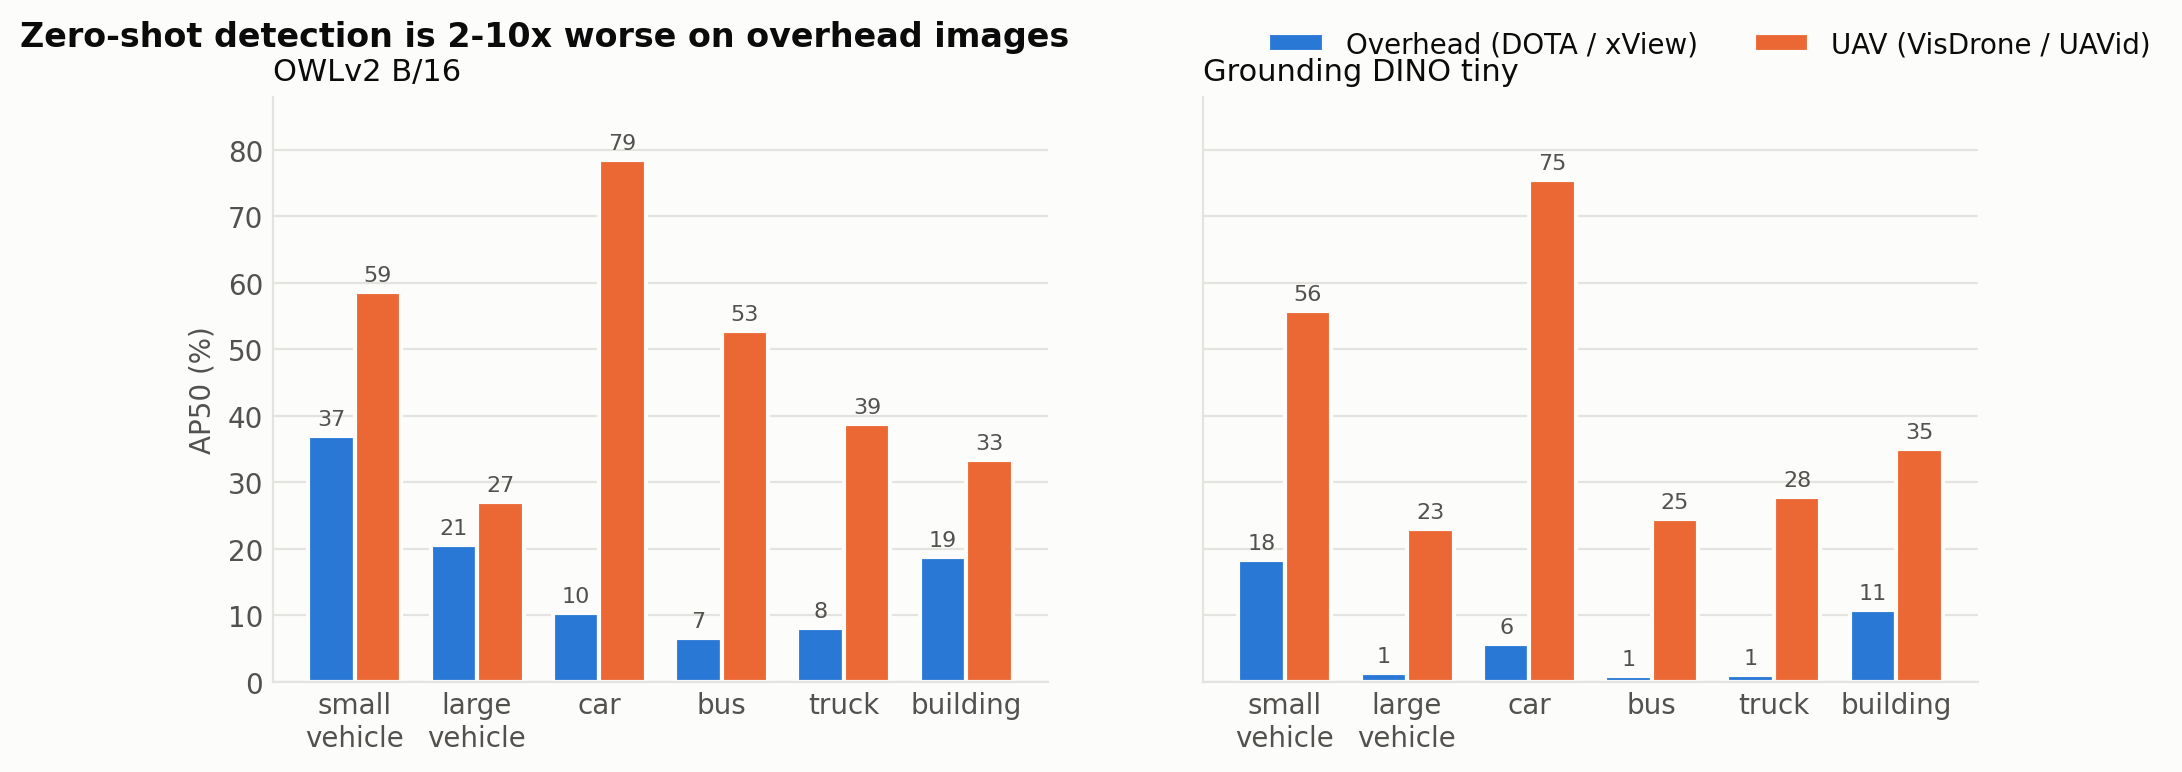 Zero-shot detection is 2-10x worse on overhead images
Overhead (DOTA / xView)
UAV (VisDrone / UAVid)
OWLv2 B/16
AP50 (%)
80
70
60
50
40
30
20
10
0
37
59
21
27
10
79
7
53
8
39
19
33
small
vehicle
large
vehicle
car
bus
truck
building
Grounding DINO tiny
18
56
1
23
6
75
1
25
1
28
11
35
small
vehicle
large
vehicle
car
bus
truck
building